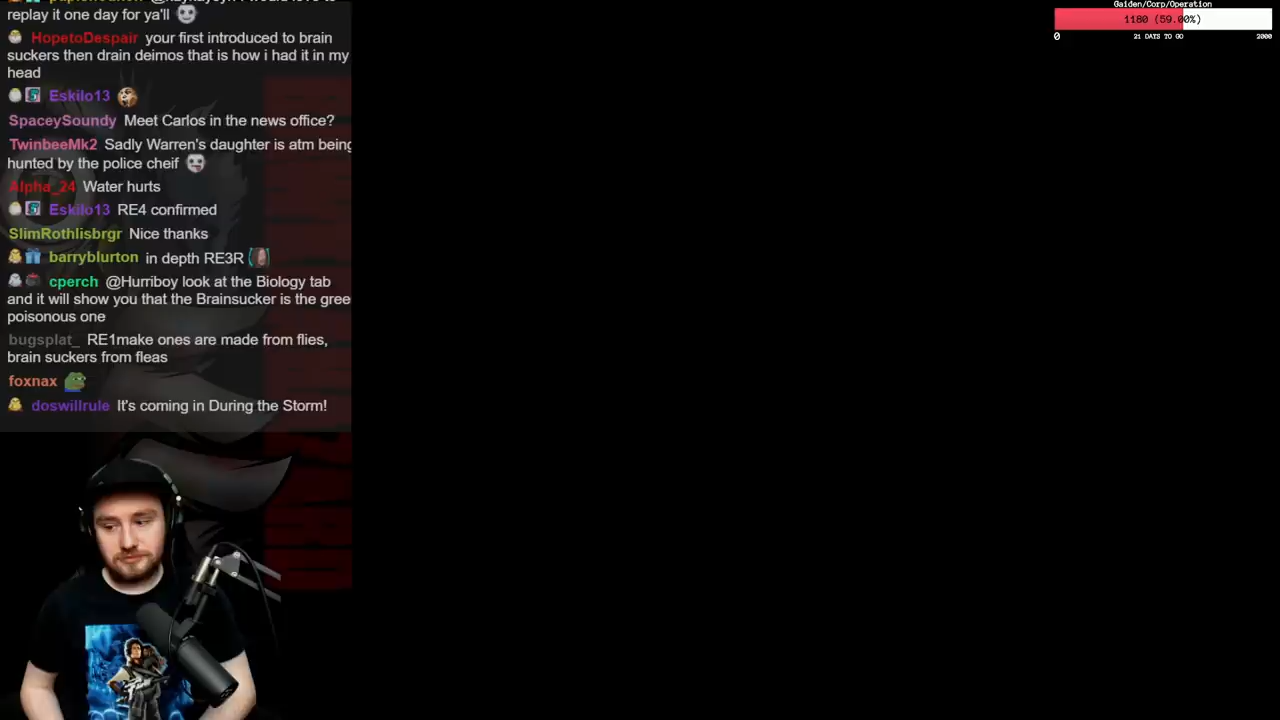 replay it one day for ya'll
HopetoDespair your first introduced to brain
suckers then drain deimos that is how i had it in my
head
Eskilo13
SpaceySoundy Meet Carlos in the news office?
TwinbeeMk2 Sadly Warren's daughter is atm being
hunted by the police cheif
Alpha_24 Water hurts
Eskilo13 RE4 confirmed
SlimRothlisbrgr Nice thanks
barryblurton in depth RE3R
cperch @Hurriboy look at the Biology tab
and it will show you that the Brainsucker is the gree
poisonous one
bugsplat_ RE1make ones are made from flies,
brain suckers from fleas
foxnax
doswillrule It's coming in During the Storm!
Gaiden/Corp/Operation
1180 (59.00%)
0 21 DAYS TO GO 2000